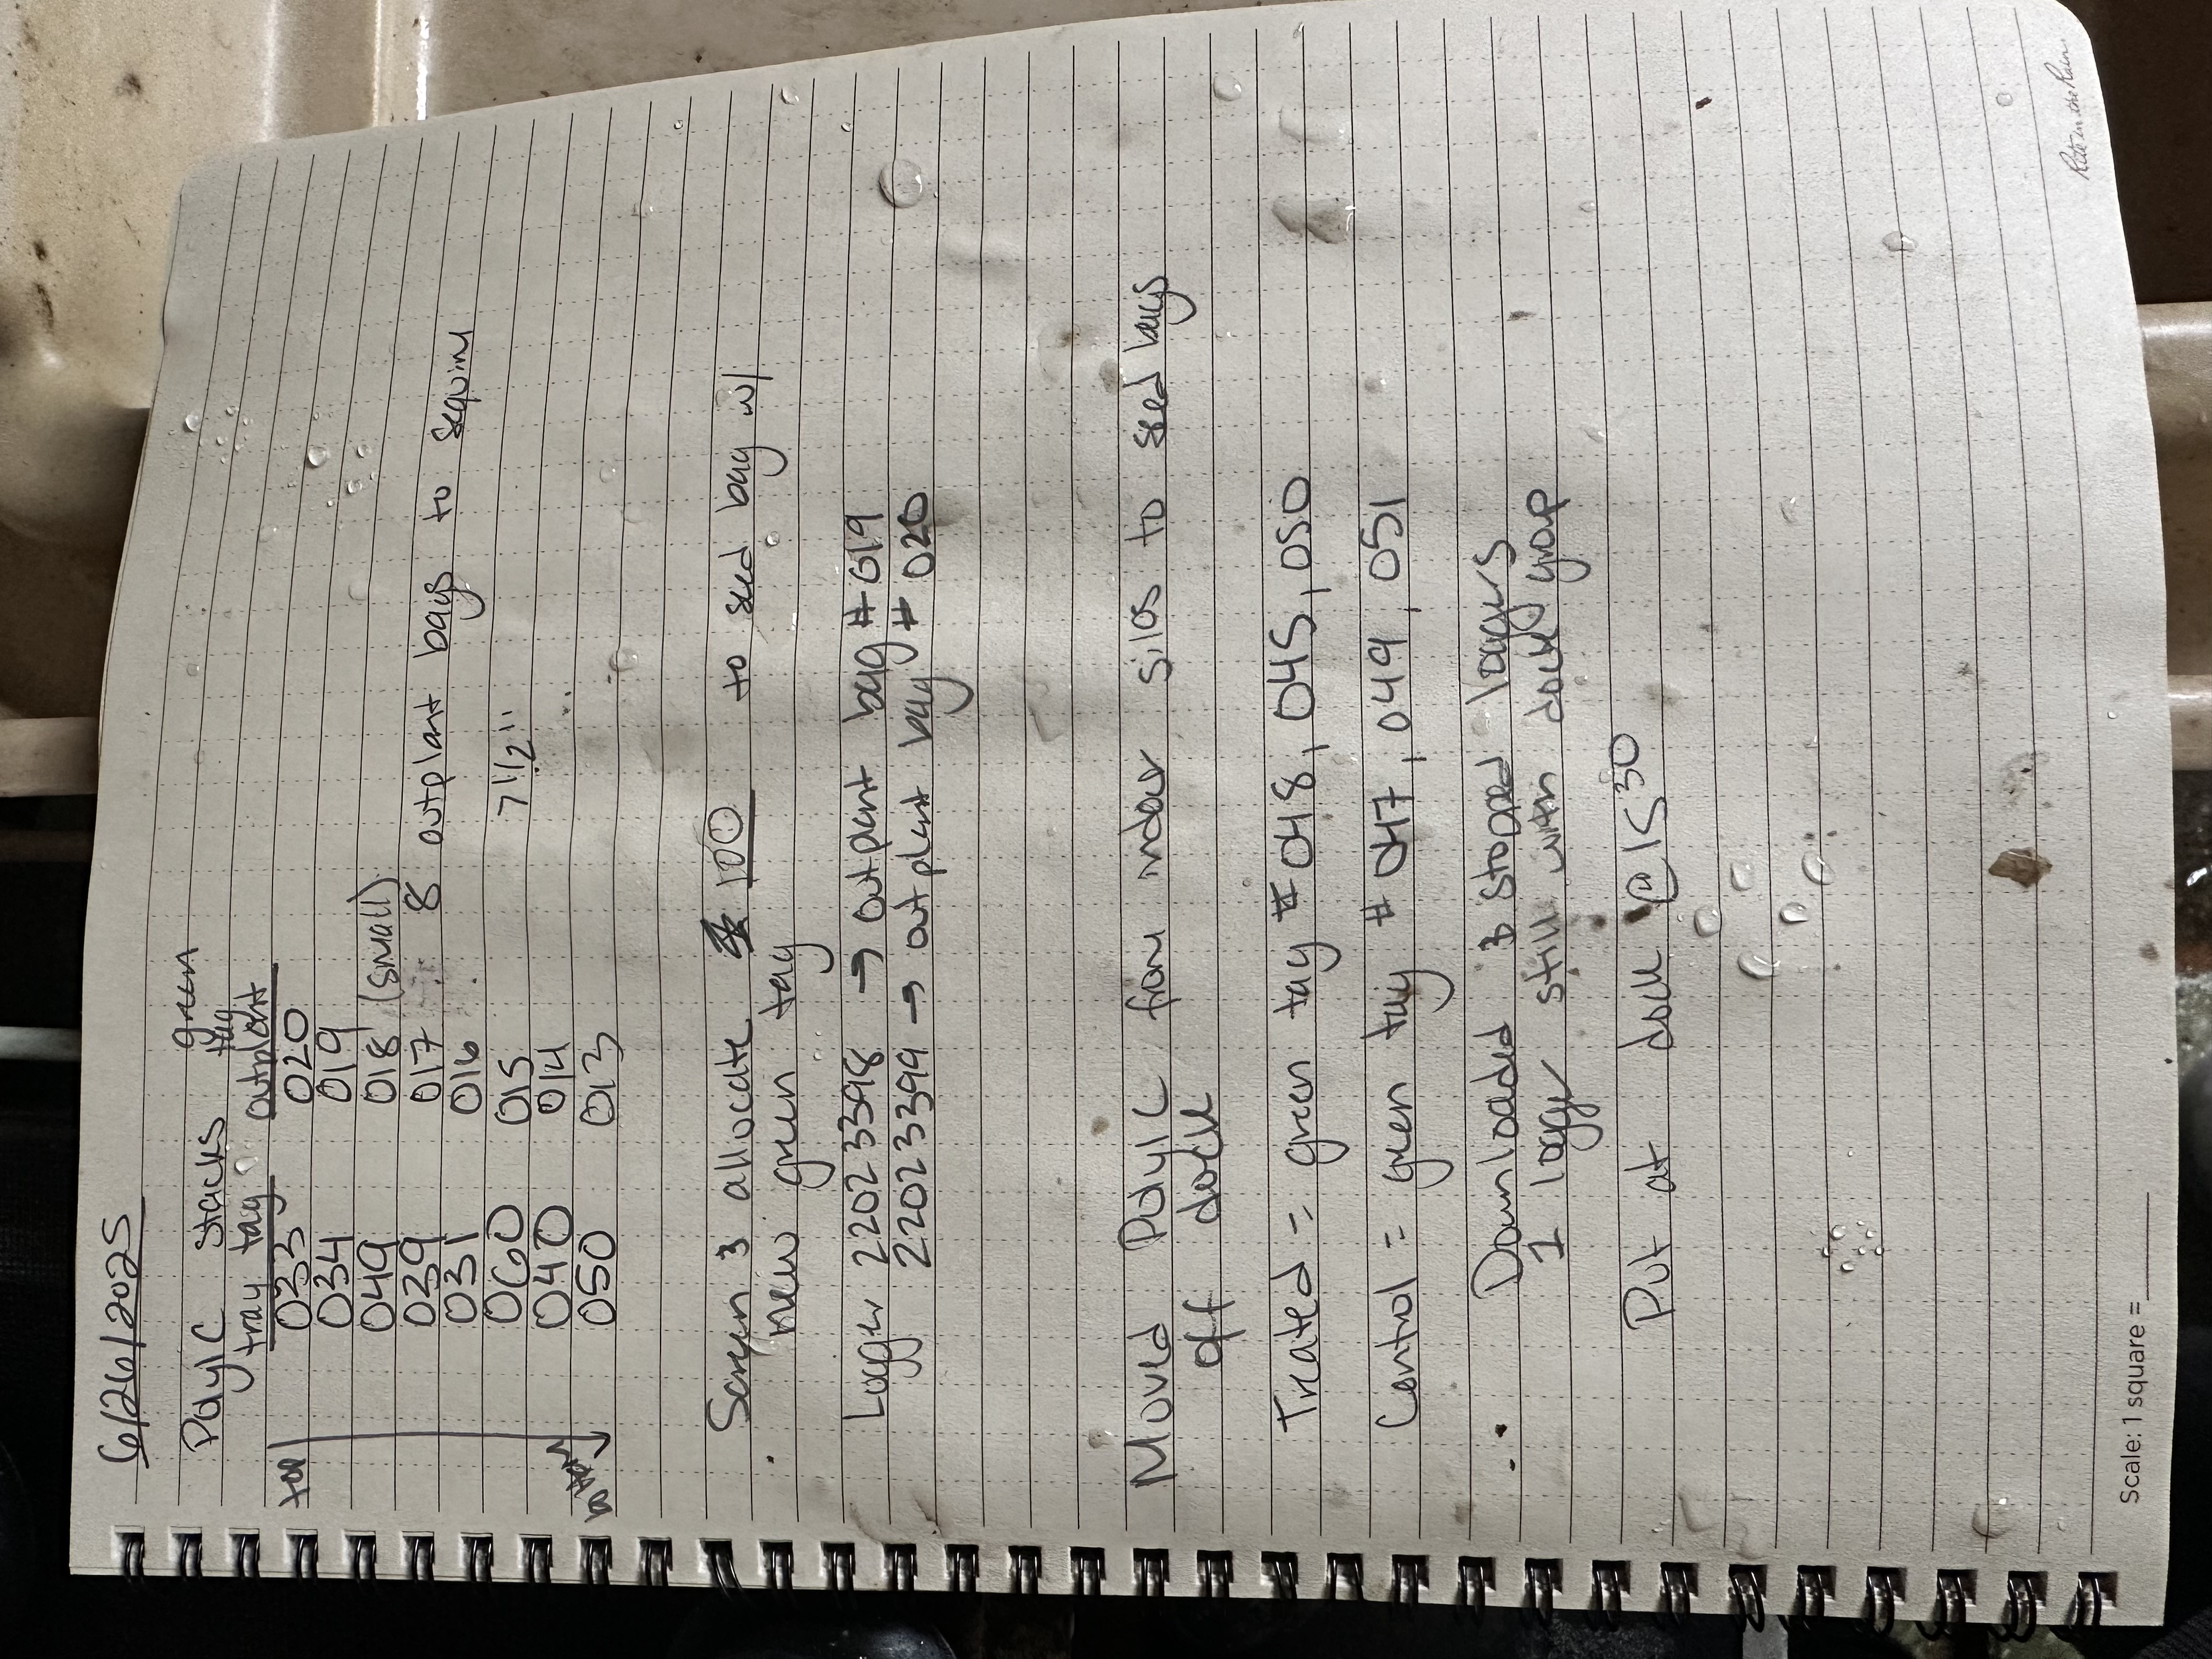 6/26/2025
PolyIC stacks green
tag
tray tag outplant
top 033 020
034 019
049 018 (small)
039 017 8 outplant bags to sequim
031 016
060 015 7 1/2"
040 014
bottom 050 013
Screen & allocate 100 to seed bag w/
new green tag
Logger 22023398 → outplant bag #019
22023399 → outplant bag # 020
Moved PolyIC from indoor silos to seed bags
off dock
Treated = green tag #048, 045, 050
Control = green tag #047, 049, 051
Downloaded & stopped loggers
1 logger still with dock group
Put at dock @ 15 30
Rite in the Rain
Scale: 1 square =